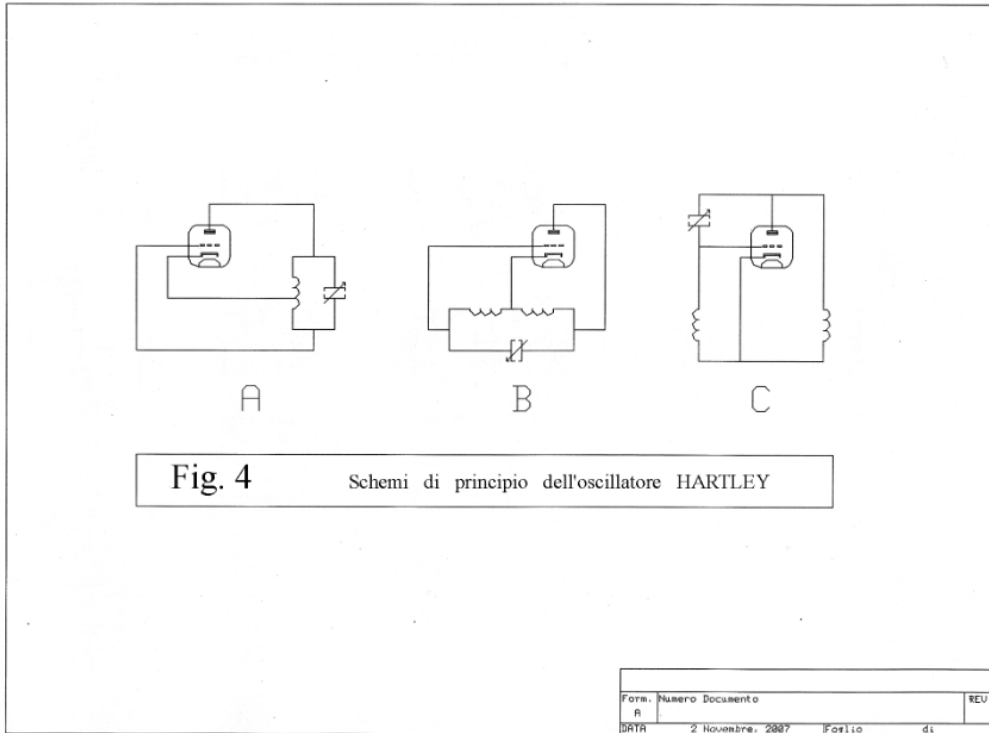 A B C
Fig. 4 Schemi di principio dell'oscillatore HARTLEY
Form. Numero Documento REV
A
DATA 2 Novembre, 2007 Foglio di